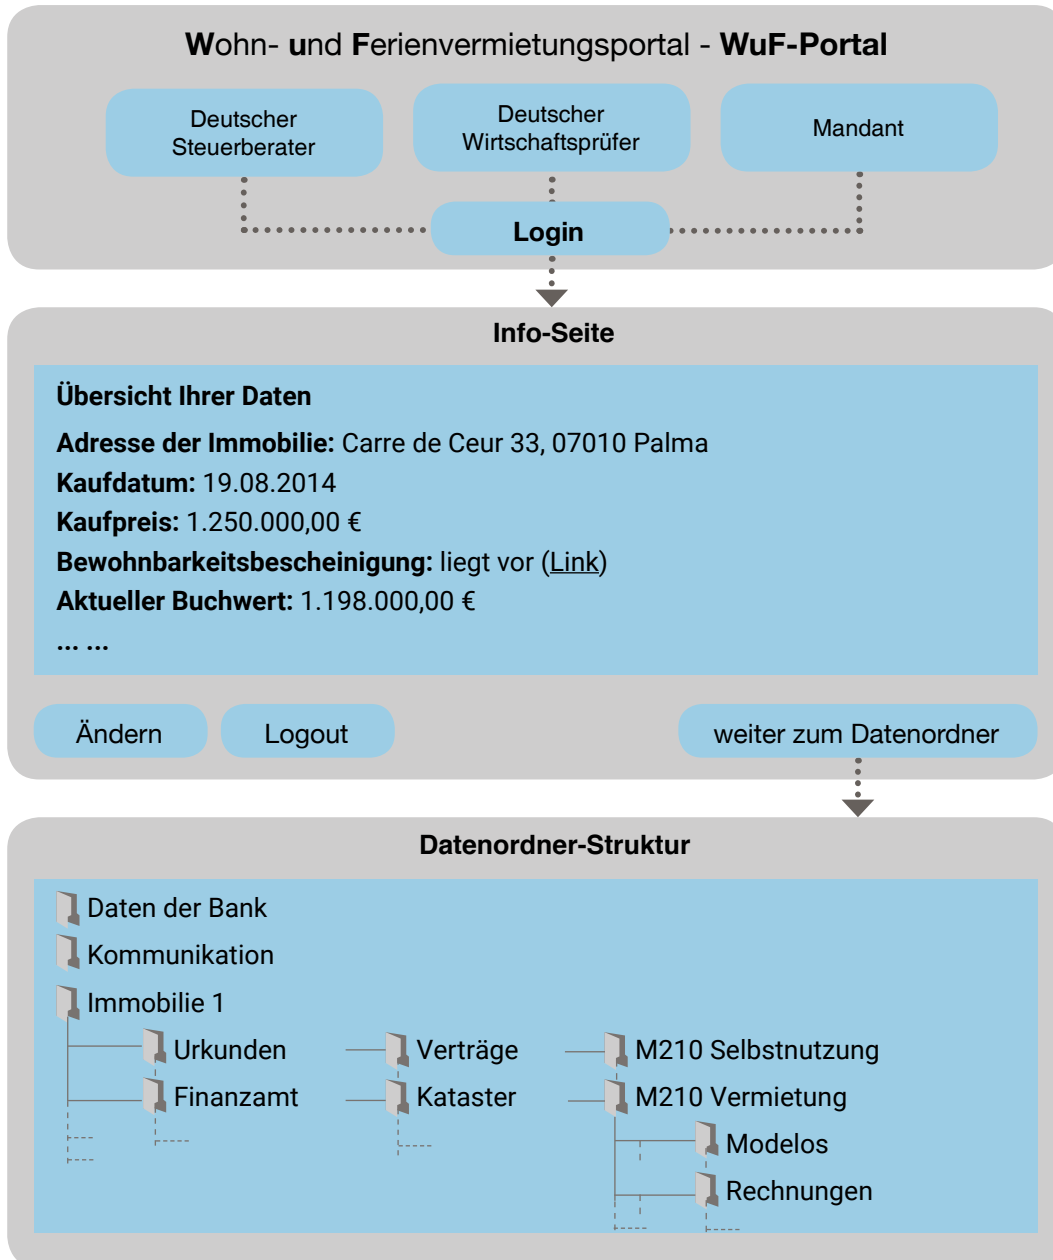 Wohn- und Ferienvermietungsportal - WuF-Portal
Deutscher
Steuerberater
Deutscher
Wirtschaftsprüfer
Mandant
Login
Info-Seite
Übersicht Ihrer Daten
Adresse der Immobilie: Carre de Ceur 33, 07010 Palma
Kaufdatum: 19.08.2014
Kaufpreis: 1.250.000,00 €
Bewohnbarkeitsbescheinigung: liegt vor (Link)
Aktueller Buchwert: 1.198.000,00 €
... ...
Ändern
Logout
weiter zum Datenordner
Datenordner-Struktur
Daten der Bank
Kommunikation
Immobilie 1
Urkunden
Verträge
M210 Selbstnutzung
Finanzamt
Kataster
M210 Vermietung
Modelos
Rechnungen